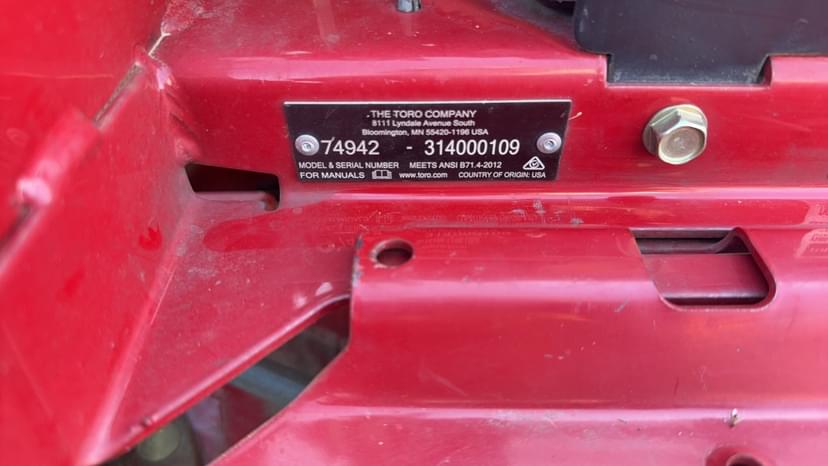 THE TORO COMPANY
8111 Lyndale Avenue South
Bloomington, MN 55420-1196 USA
74942 - 314000109
MODEL & SERIAL NUMBER MEETS ANSI B71.4-2012
FOR MANUALS www.toro.com COUNTRY OF ORIGIN: USA